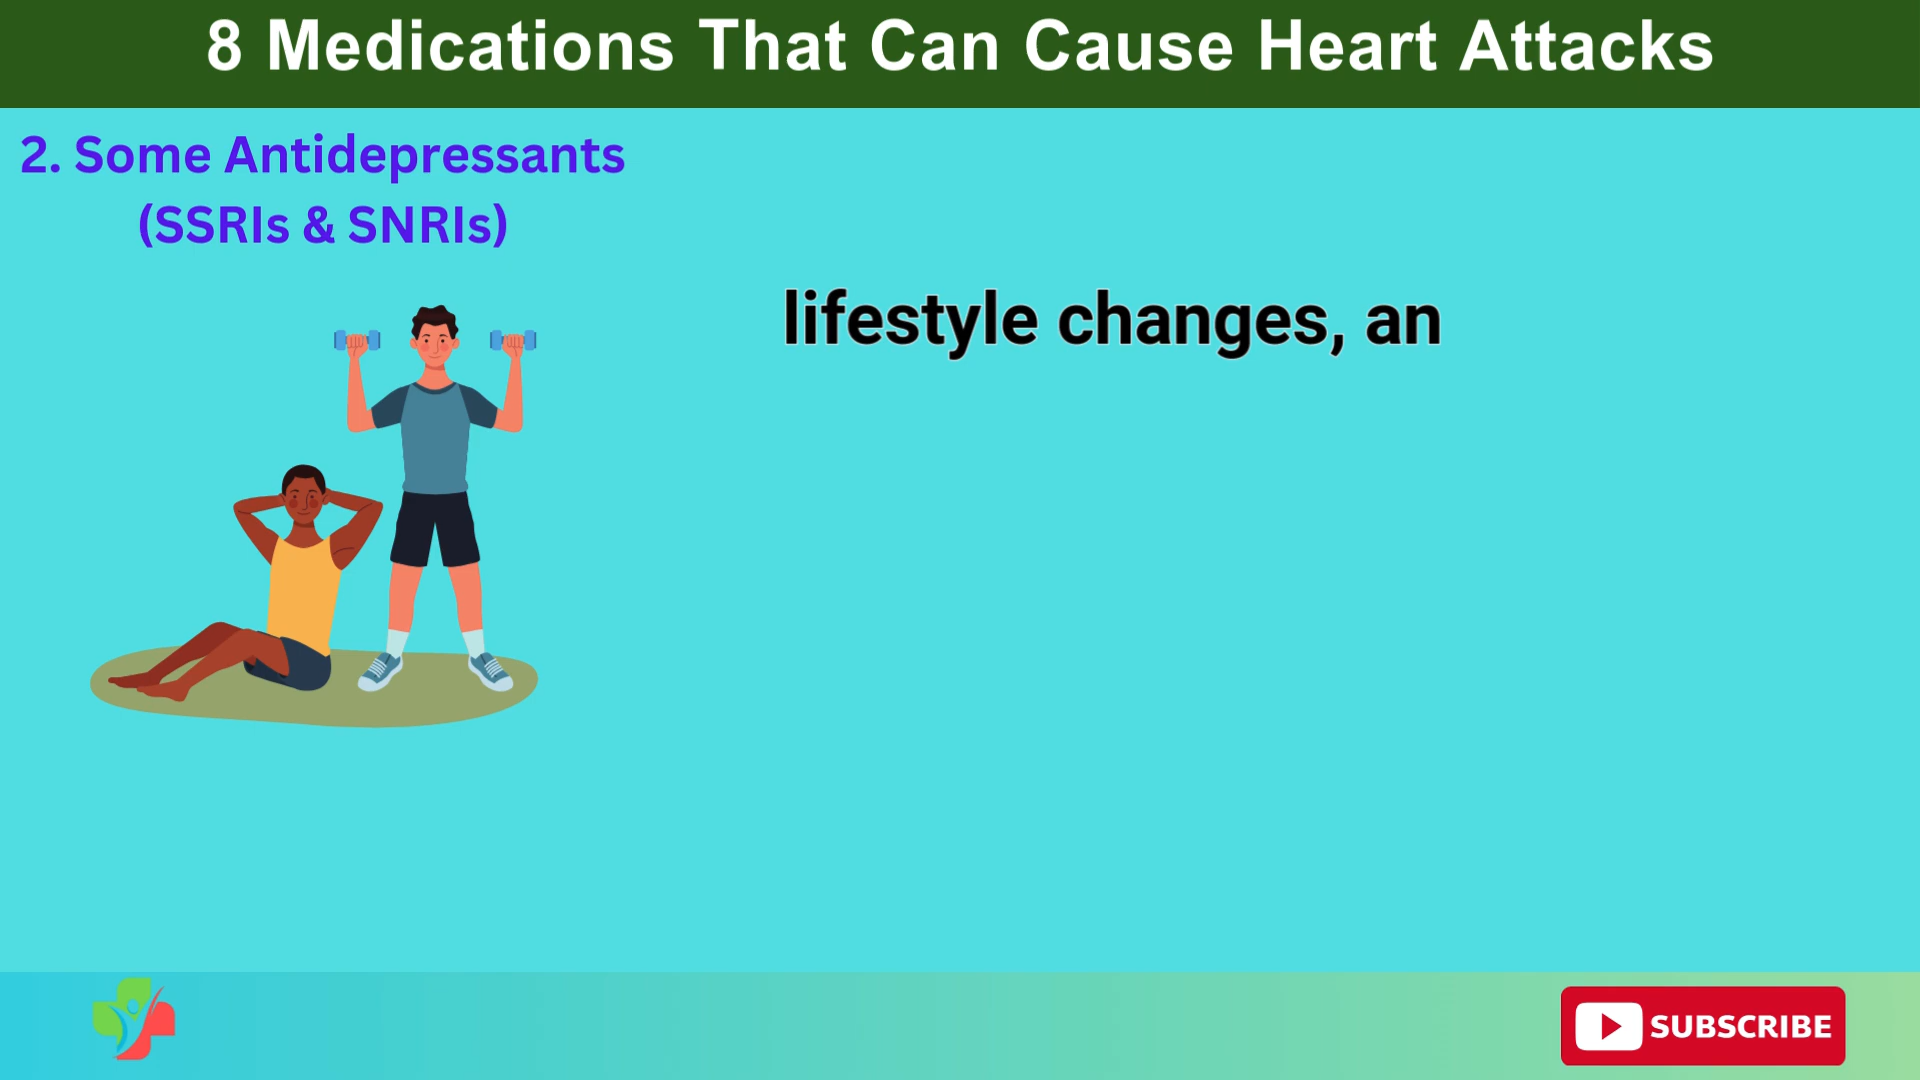 8 Medications That Can Cause Heart Attacks
2. Some Antidepressants
(SSRIs & SNRIs)
lifestyle changes, an
SUBSCRIBE